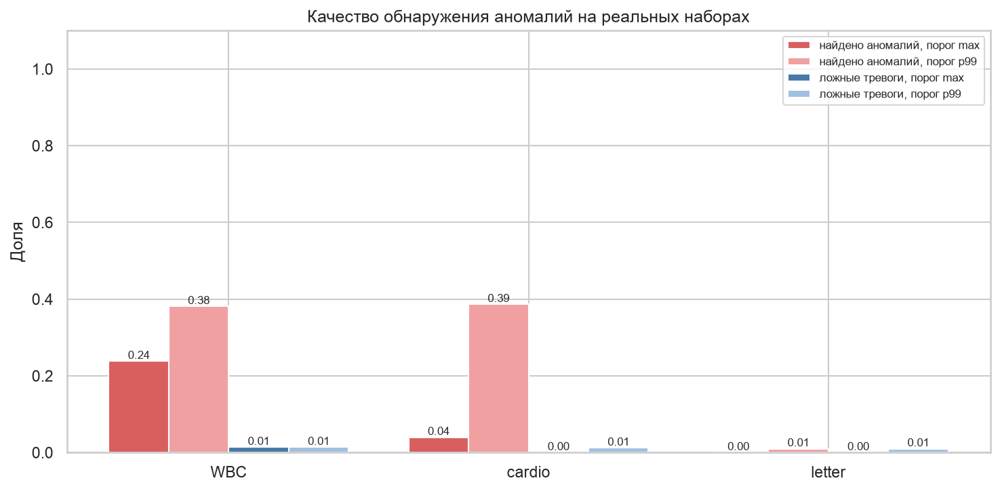 Качество обнаружения аномалий на реальных наборах
найдено аномалий, порог max
найдено аномалий, порог p99
ложные тревоги, порог max
ложные тревоги, порог p99
Доля
1.0
0.8
0.6
0.4
0.2
0.0
0.24
0.38
0.01
0.01
0.04
0.39
0.00
0.01
0.00
0.01
0.00
0.01
WBC
cardio
letter